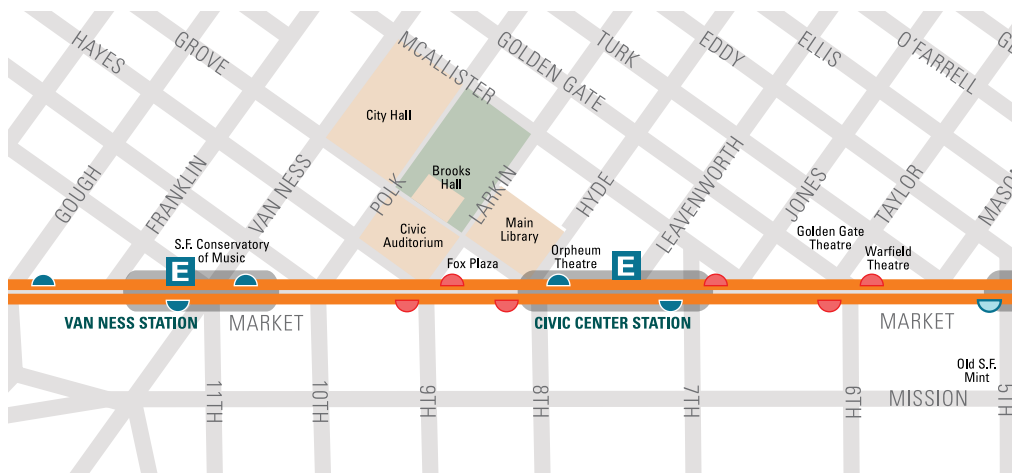 HAYES
GROVE
MCALLISTER
GOLDEN GATE
TURK
EDDY
ELLIS
O'FARRELL
City Hall
Brooks
Hall
GOUGH
FRANKLIN
VAN NESS
POLK
LARKIN
HYDE
LEAVENWORTH
JONES
TAYLOR
Civic
Auditorium
Main
Library
S.F. Conservatory
of Music
Fox Plaza
Orpheum
Theatre
Golden Gate
Theatre
Warfield
Theatre
E
E
VAN NESS STATION
MARKET
CIVIC CENTER STATION
MARKET
Old S.F.
Mint
11TH
10TH
9TH
8TH
7TH
6TH
5TH
MISSION